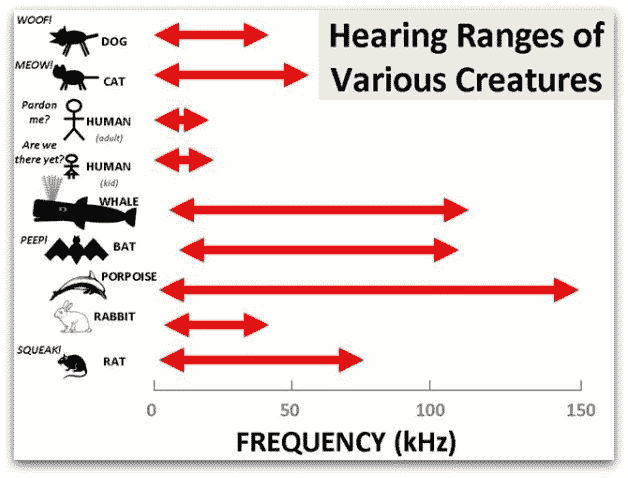 Hearing Ranges of
Various Creatures
WOOF!
DOG
MEOW!
CAT
Pardon
me?
HUMAN
(adult)
Are we
there yet?
HUMAN
(kid)
WHALE
PEEP!
BAT
PORPOISE
RABBIT
SQUEAK!
RAT
0 50 100 150
FREQUENCY (kHz)